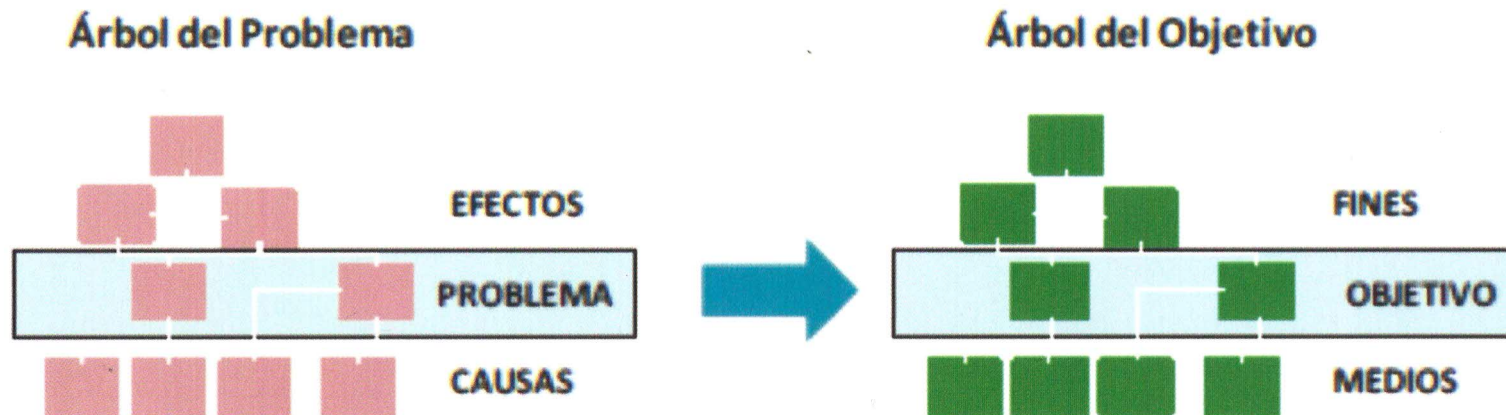 Árbol del Problema
Árbol del Objetivo
EFECTOS
FINES
PROBLEMA
OBJETIVO
CAUSAS
MEDIOS